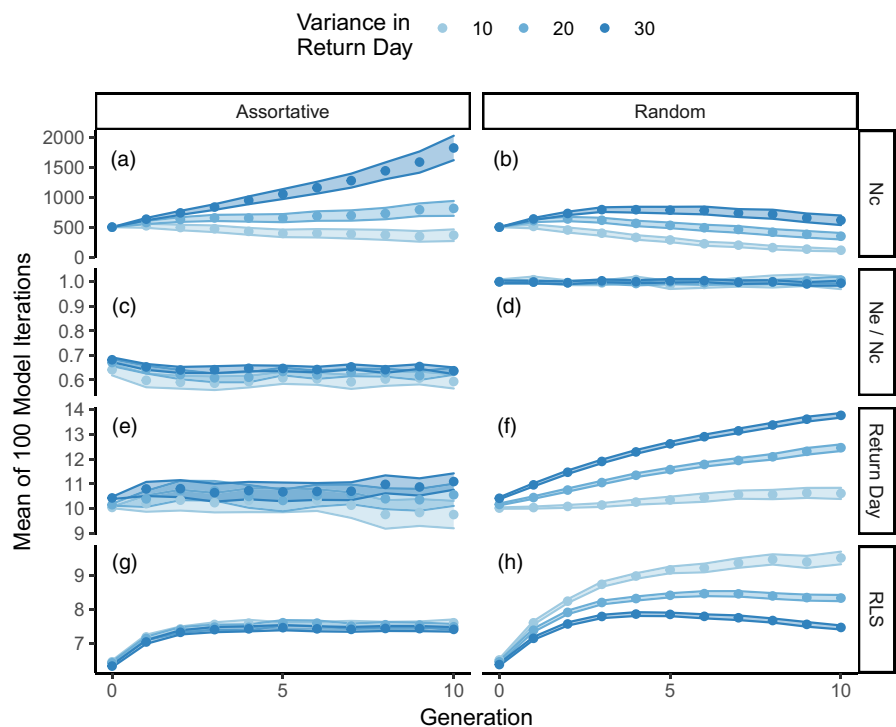 Variance in
Return Day
10
20
30
Assortative
Random
Mean of 100 Model Iterations
2000
1500
1000
500
0
(a)
(b)
Nc
1.0
0.9
0.8
0.7
0.6
(c)
(d)
Ne / Nc
14
13
12
11
10
9
(e)
(f)
Return Day
9
8
7
(g)
(h)
RLS
0
5
10
0
5
10
Generation